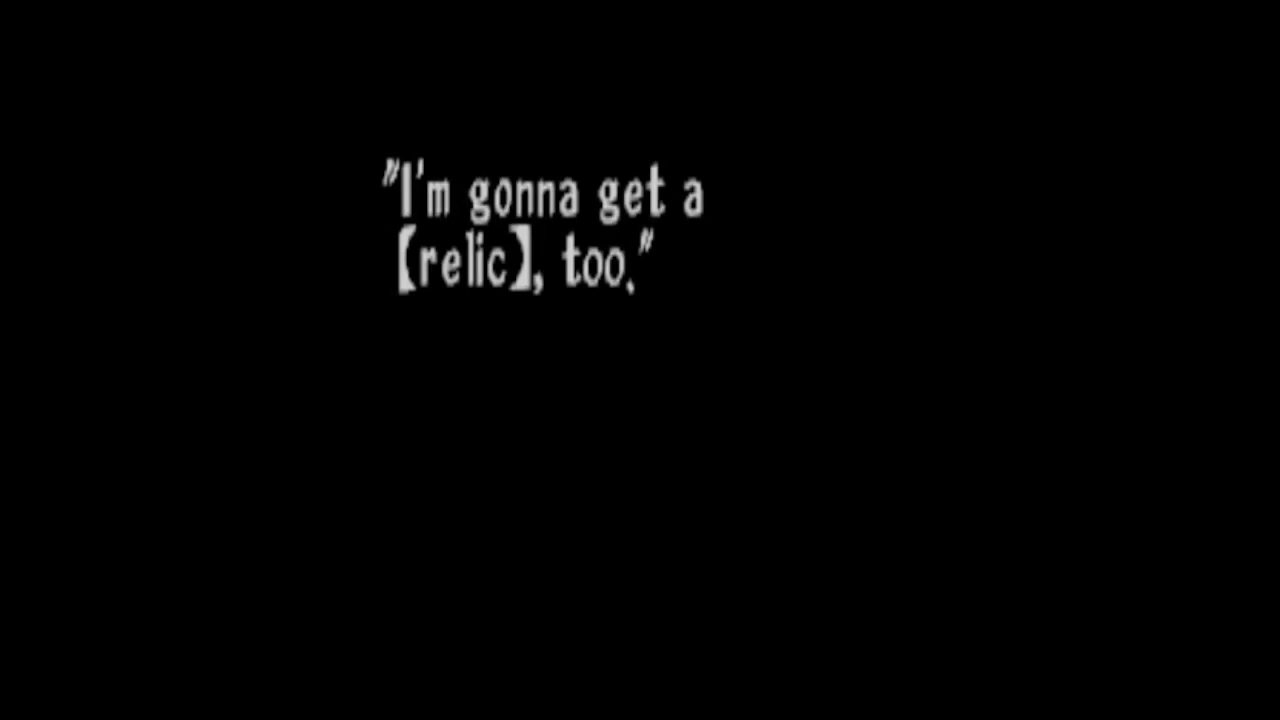 "I'm gonna get a
【relic】, too."